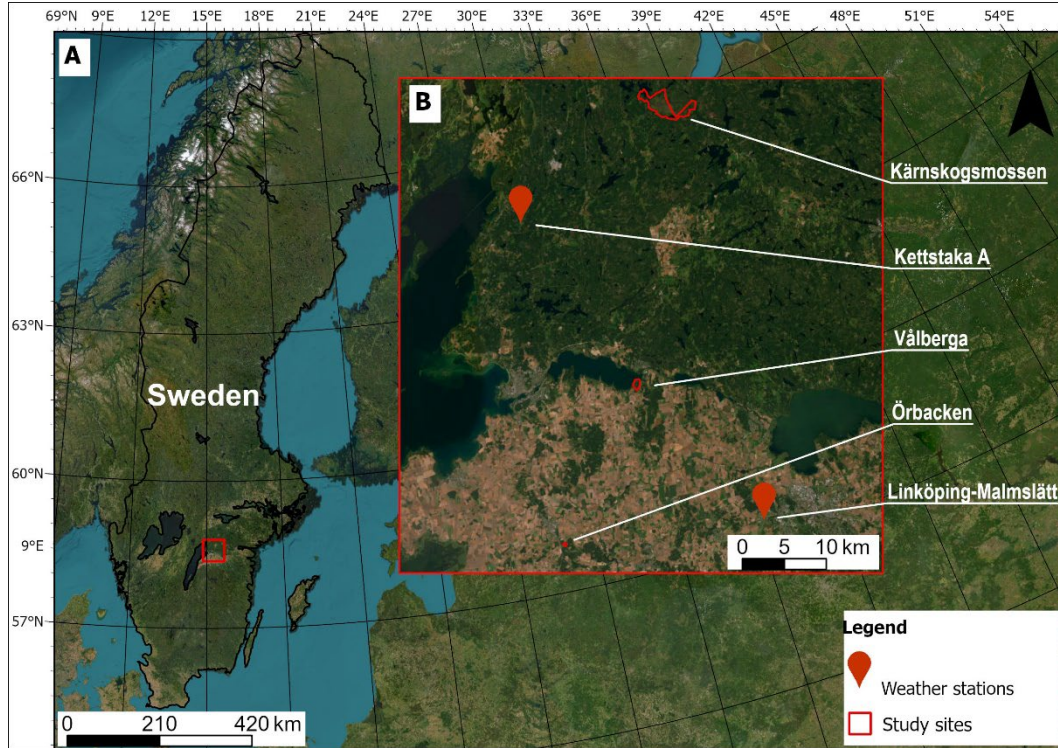 69°N 9°E 12°E 15°E 18°E 21°E 24°E 27°E 30°E 33°E 36°E 39°E 42°E 45°E 48°E 51°E 54°E
A
B
N
Kärnskogsmossen
66°N
Kettstaka A
63°N
Vålberga
Sweden
Örbacken
60°N
Linköping-Malmslätt
9°E
0 5 10 km
57°N
Legend
Weather stations
Study sites
0 210 420 km